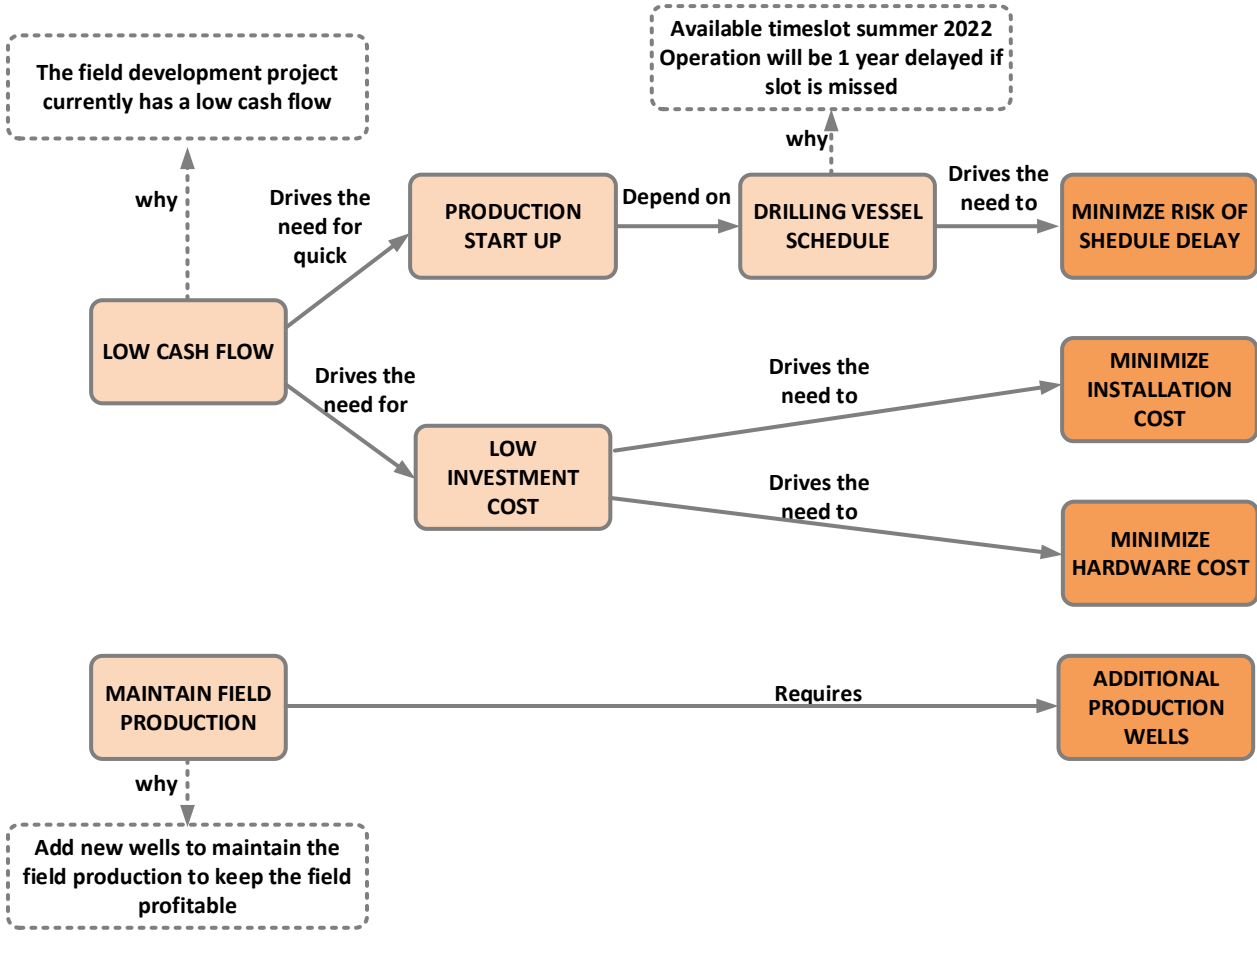 Available timeslot summer 2022
Operation will be 1 year delayed if
slot is missed
The field development project
currently has a low cash flow
why
why
Drives the
need for
quick
PRODUCTION
START UP
Depend on
DRILLING VESSEL
SCHEDULE
Drives the
need to
MINIMZE RISK OF
SHEDULE DELAY
LOW CASH FLOW
Drives the
need for
LOW
INVESTMENT
COST
Drives the
need to
MINIMIZE
INSTALLATION
COST
Drives the
need to
MINIMIZE
HARDWARE COST
MAINTAIN FIELD
PRODUCTION
Requires
ADDITIONAL
PRODUCTION
WELLS
why
Add new wells to maintain the
field production to keep the field
profitable